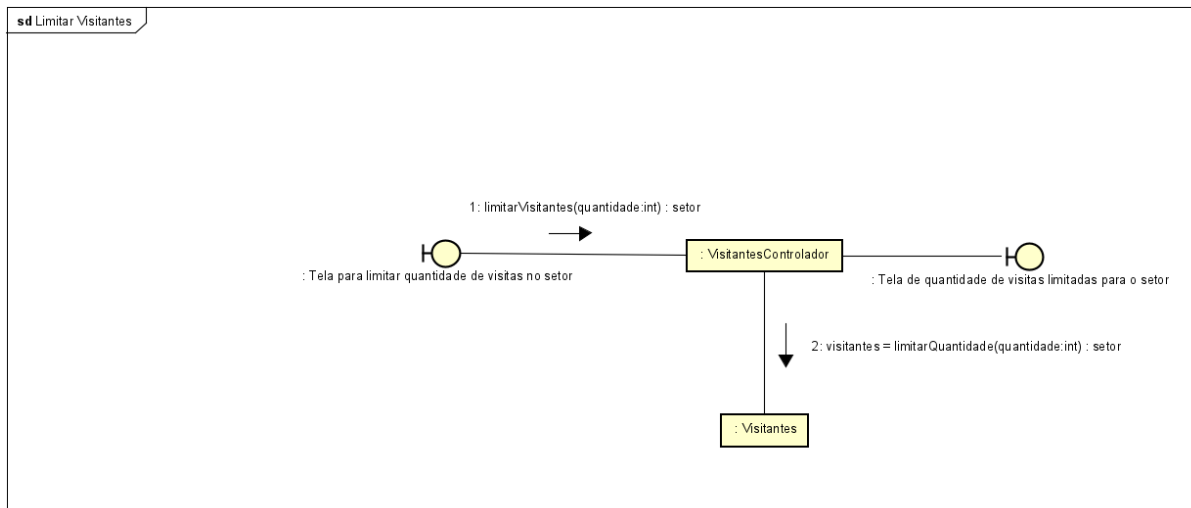 sd Limitar Visitantes
1: limitarVisitantes(quantidade:int) : setor
: VisitantesControlador
: Tela para limitar quantidade de visitas no setor
: Tela de quantidade de visitas limitadas para o setor
2: visitantes = limitarQuantidade(quantidade:int) : setor
: Visitantes